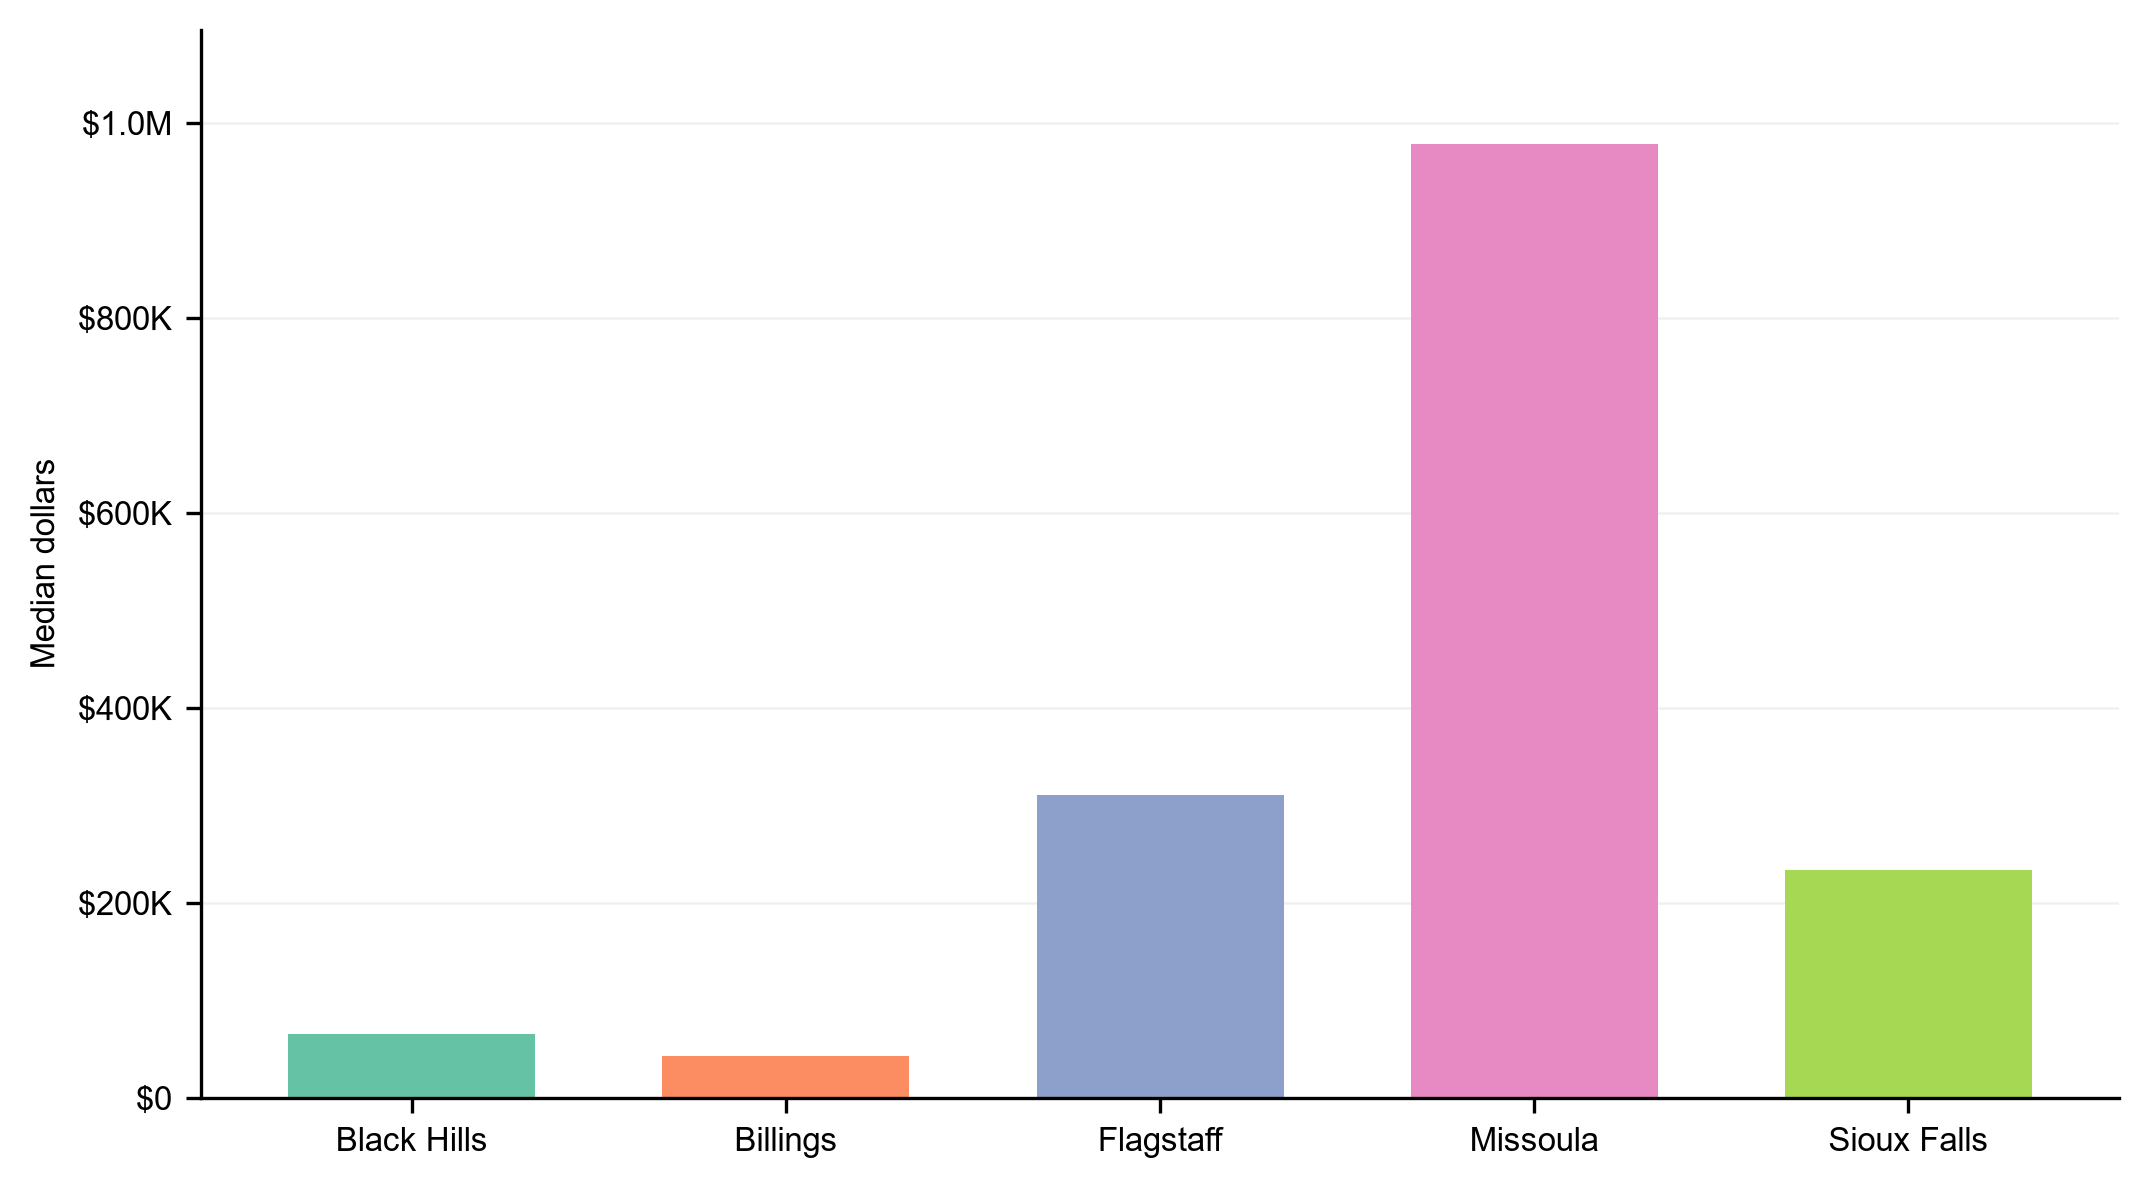 Median dollars
$1.0M
$800K
$600K
$400K
$200K
$0
Black Hills
Billings
Flagstaff
Missoula
Sioux Falls